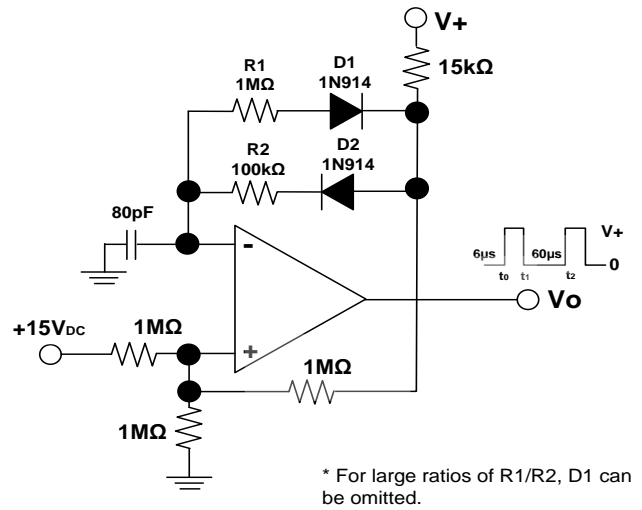 V+
15kΩ
R1
1MΩ
D1
1N914
R2
100kΩ
D2
1N914
80pF
-
+
+15VDC
1MΩ
1MΩ
1MΩ
6µs
60µs
V+
0
t0
t1
t2
Vo
* For large ratios of R1/R2, D1 can
be omitted.